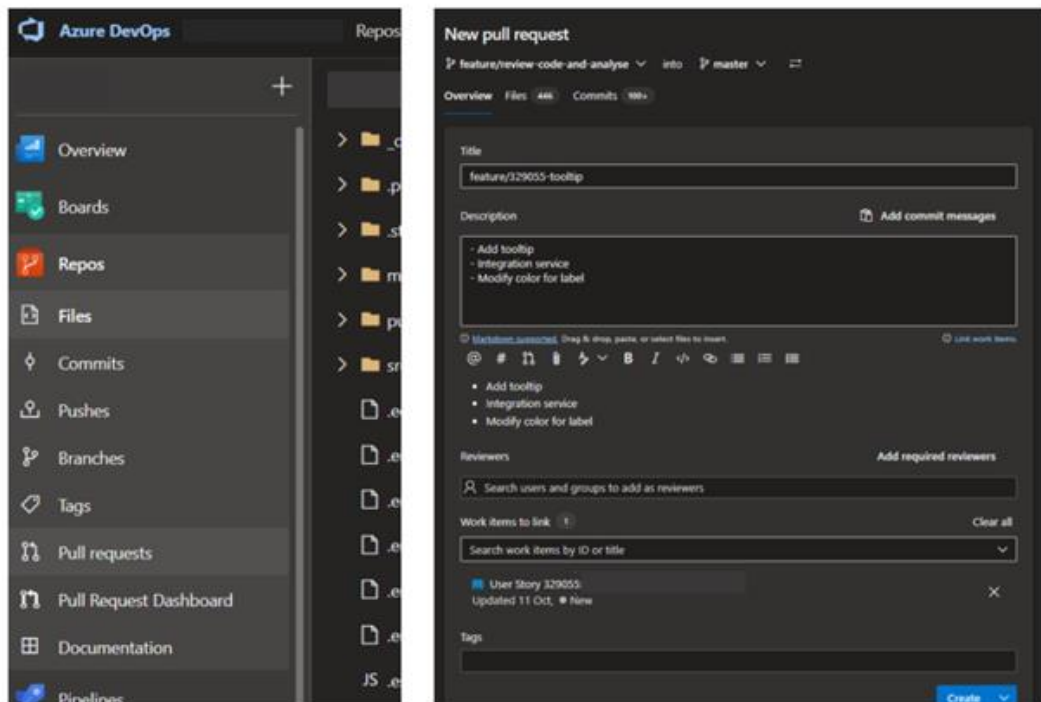 Azure DevOps
Repos
Overview
Boards
Repos
Files
Commits
Pushes
Branches
Tags
Pull requests
Pull Request Dashboard
Documentation
Pipelines
JS
New pull request
feature/review-code-and-analyse into master
Overview Files 446 Commits 100+
Title
feature/329055-tooltip
Description Add commit messages
- Add tooltip
- Integration service
- Modify color for label
Markdown supported. Drag & drop, paste, or select files to insert. Link work items.
@ # B I </>
• Add tooltip
• Integration service
• Modify color for label
Reviewers Add required reviewers
Search users and groups to add as reviewers
Work items to link 1 Clear all
Search work items by ID or title
User Story 329055:
Updated 11 Oct, ● New
Tags
Create